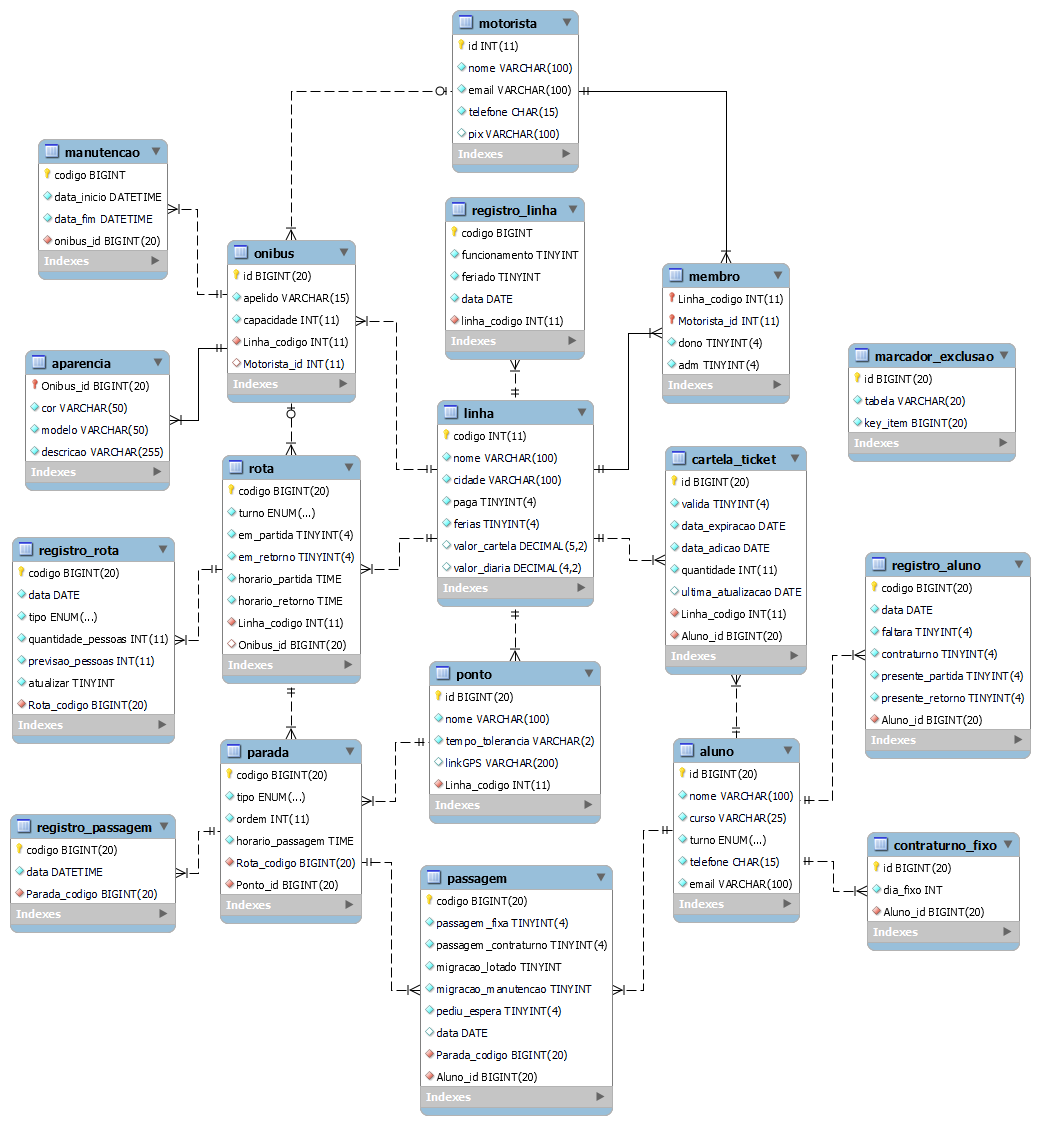 motorista
id INT(11)
nome VARCHAR(100)
email VARCHAR(100)
telefone CHAR(15)
pix VARCHAR(100)
Indexes
manutencao
codigo BIGINT
data_inicio DATETIME
data_fim DATETIME
onibus_id BIGINT(20)
Indexes
registro_linha
codigo BIGINT
funcionamento TINYINT
feriado TINYINT
data DATE
linha_codigo INT(11)
Indexes
onibus
id BIGINT(20)
apelido VARCHAR(15)
capacidade INT(11)
Linha_codigo INT(11)
Motorista_id INT(11)
Indexes
membro
Linha_codigo INT(11)
Motorista_id INT(11)
dono TINYINT(4)
adm TINYINT(4)
Indexes
aparencia
Onibus_id BIGINT(20)
cor VARCHAR(50)
modelo VARCHAR(50)
descricao VARCHAR(255)
Indexes
marcador_exclusao
id BIGINT(20)
tabela VARCHAR(20)
key_item BIGINT(20)
Indexes
linha
codigo INT(11)
nome VARCHAR(100)
cidade VARCHAR(100)
paga TINYINT(4)
ferias TINYINT(4)
valor_cartela DECIMAL(5,2)
valor_diaria DECIMAL(4,2)
Indexes
rota
codigo BIGINT(20)
turno ENUM(...)
em_partida TINYINT(4)
em_retorno TINYINT(4)
horario_partida TIME
horario_retorno TIME
Linha_codigo INT(11)
Onibus_id BIGINT(20)
Indexes
cartela_ticket
id BIGINT(20)
valida TINYINT(4)
data_expiracao DATE
data_adicao DATE
quantidade INT(11)
ultima_atualizacao DATE
Linha_codigo INT(11)
Aluno_id BIGINT(20)
Indexes
registro_rota
codigo BIGINT(20)
data DATE
tipo ENUM(...)
quantidade_pessoas INT(11)
previsao_pessoas INT(11)
atualizar TINYINT
Rota_codigo BIGINT(20)
Indexes
registro_aluno
codigo BIGINT(20)
data DATE
faltara TINYINT(4)
contraturno TINYINT(4)
presente_partida TINYINT(4)
presente_retorno TINYINT(4)
Aluno_id BIGINT(20)
Indexes
ponto
id BIGINT(20)
nome VARCHAR(100)
tempo_tolerancia VARCHAR(2)
linkGPS VARCHAR(200)
Linha_codigo INT(11)
Indexes
parada
codigo BIGINT(20)
tipo ENUM(...)
ordem INT(11)
horario_passagem TIME
Rota_codigo BIGINT(20)
Ponto_id BIGINT(20)
Indexes
aluno
id BIGINT(20)
nome VARCHAR(100)
curso VARCHAR(25)
turno ENUM(...)
telefone CHAR(15)
email VARCHAR(100)
Indexes
registro_passagem
codigo BIGINT(20)
data DATETIME
Parada_codigo BIGINT(20)
Indexes
contraturno_fixo
id BIGINT(20)
dia_fixo INT
Aluno_id BIGINT(20)
Indexes
passagem
codigo BIGINT(20)
passagem_fixa TINYINT(4)
passagem_contraturno TINYINT(4)
migracao_lotado TINYINT
migracao_manutencao TINYINT
pediu_espera TINYINT(4)
data DATE
Parada_codigo BIGINT(20)
Aluno_id BIGINT(20)
Indexes